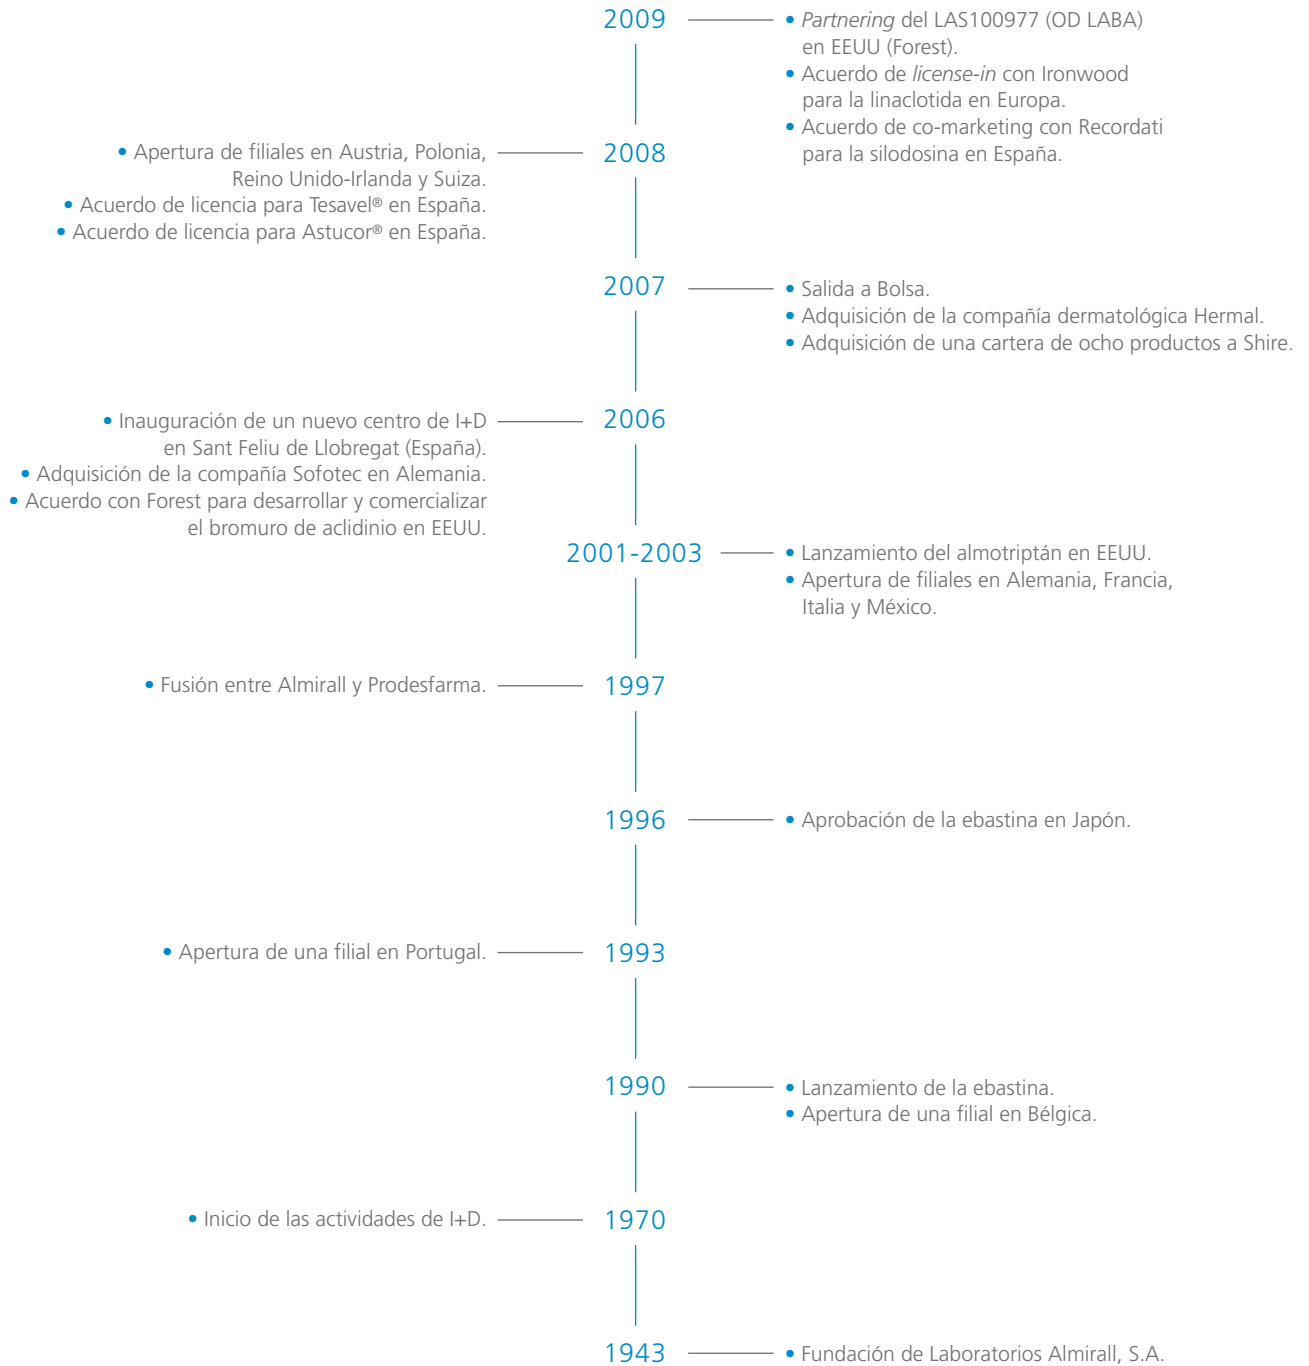 2009
• Partnering del LAS100977 (OD LABA)
en EEUU (Forest).
• Acuerdo de license-in con Ironwood
para la linaclotida en Europa.
• Acuerdo de co-marketing con Recordati
para la silodosina en España.
2008
• Apertura de filiales en Austria, Polonia,
Reino Unido-Irlanda y Suiza.
• Acuerdo de licencia para Tesavel® en España.
• Acuerdo de licencia para Astucor® en España.
2007
• Salida a Bolsa.
• Adquisición de la compañía dermatológica Hermal.
• Adquisición de una cartera de ocho productos a Shire.
2006
• Inauguración de un nuevo centro de I+D
en Sant Feliu de Llobregat (España).
• Adquisición de la compañía Sofotec en Alemania.
• Acuerdo con Forest para desarrollar y comercializar
el bromuro de aclidinio en EEUU.
2001-2003
• Lanzamiento del almotriptán en EEUU.
• Apertura de filiales en Alemania, Francia,
Italia y México.
1997
• Fusión entre Almirall y Prodesfarma.
1996
• Aprobación de la ebastina en Japón.
1993
• Apertura de una filial en Portugal.
1990
• Lanzamiento de la ebastina.
• Apertura de una filial en Bélgica.
1970
• Inicio de las actividades de I+D.
1943
• Fundación de Laboratorios Almirall, S.A.